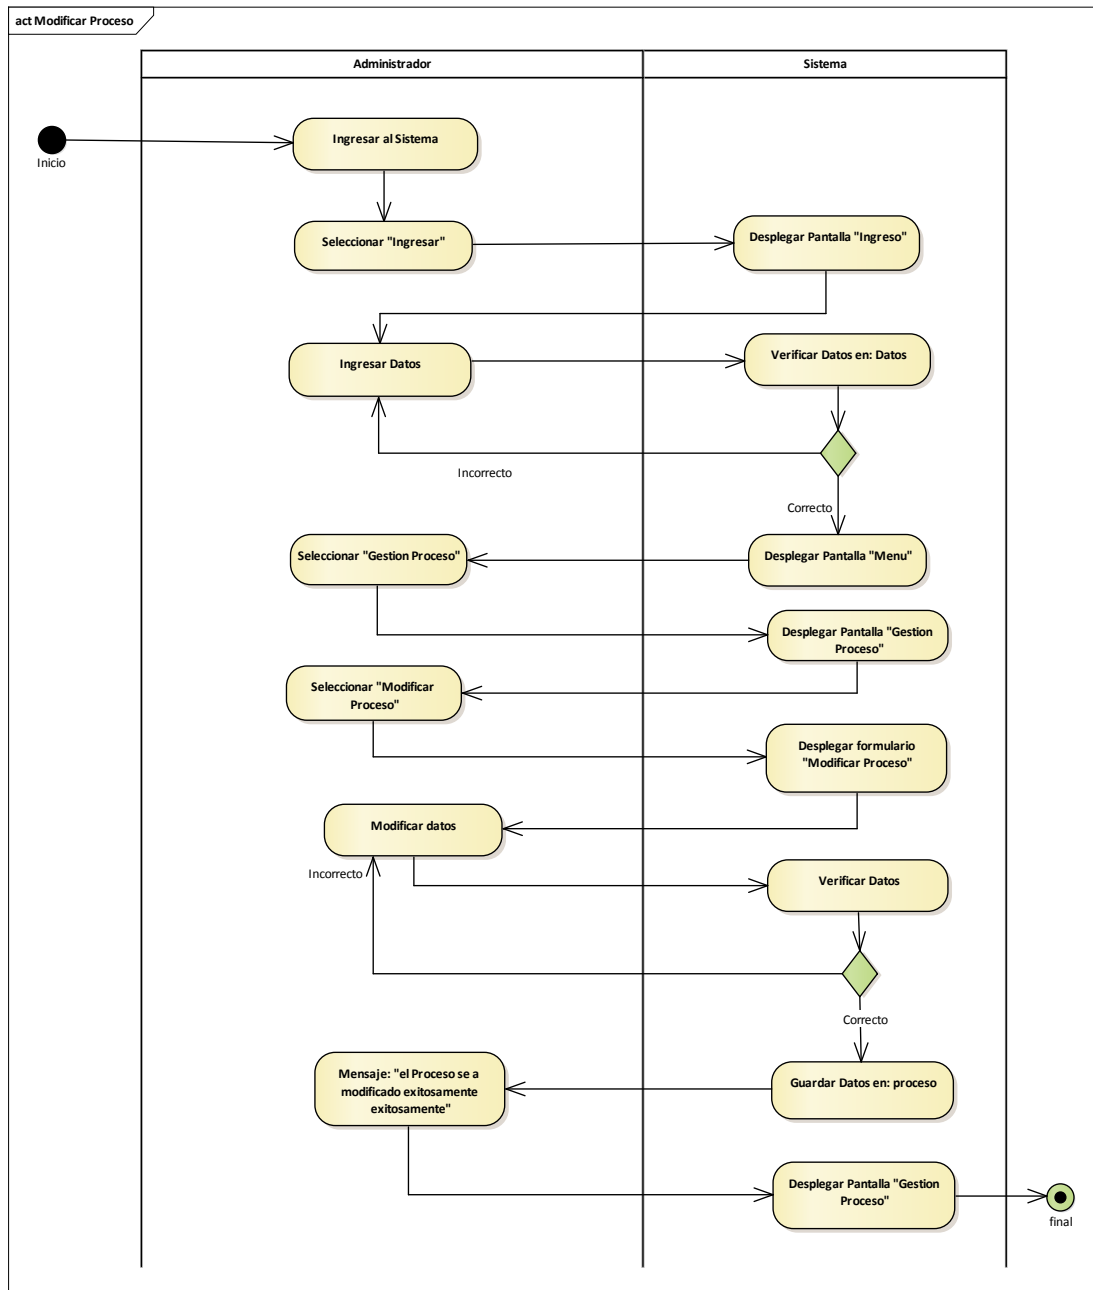 act Modificar Proceso
Administrador
Sistema
Ingresar al Sistema
Inicio
Seleccionar "Ingresar"
Desplegar Pantalla "Ingreso"
Ingresar Datos
Verificar Datos en: Datos
Incorrecto
Correcto
Seleccionar "Gestion Proceso"
Desplegar Pantalla "Menu"
Desplegar Pantalla "Gestion
Proceso"
Seleccionar "Modificar
Proceso"
Desplegar formulario
"Modificar Proceso"
Modificar datos
Incorrecto
Verificar Datos
Correcto
Mensaje: "el Proceso se a
modificado exitosamente
exitosamente"
Guardar Datos en: proceso
Desplegar Pantalla "Gestion
Proceso"
final